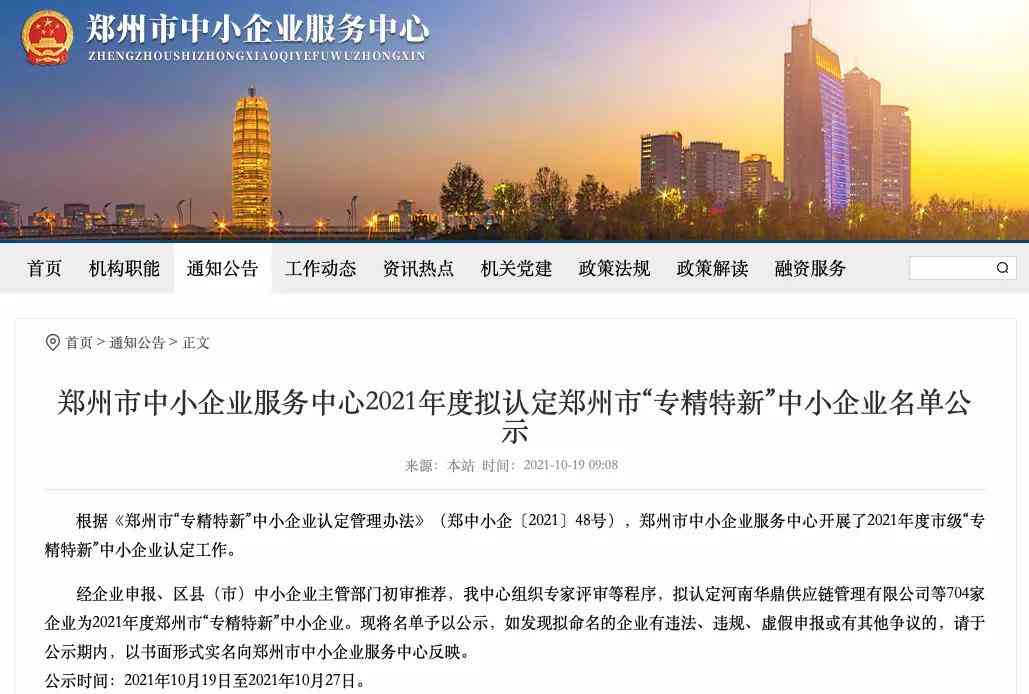 郑州市中小企业服务中心
ZHENGZHOUSHIZHONGXIAOQIYEFUWUZHONGXIN
首页 机构职能 通知公告 工作动态 资讯热点 机关党建 政策法规 政策解读 融资服务
首页 > 通知公告 > 正文
郑州市中小企业服务中心2021年度拟认定郑州市“专精特新”中小企业名单公
示
来源： 本站 时间： 2021-10-19 09:08
根据《郑州市“专精特新”中小企业认定管理办法》（郑中小企〔2021〕48号），郑州市中小企业服务中心开展了2021年度市级“专
精特新”中小企业认定工作。
经企业申报、区县（市）中小企业主管部门初审推荐，我中心组织专家评审等程序，拟认定河南华鼎供应链管理有限公司等704家
企业为2021年度郑州市“专精特新”中小企业。现将名单予以公示，如发现拟命名的企业有违法、违规、虚假申报或有其他争议的，请于
公示期内，以书面形式实名向郑州市中小企业服务中心反映。
公示时间：2021年10月19日至2021年10月27日。